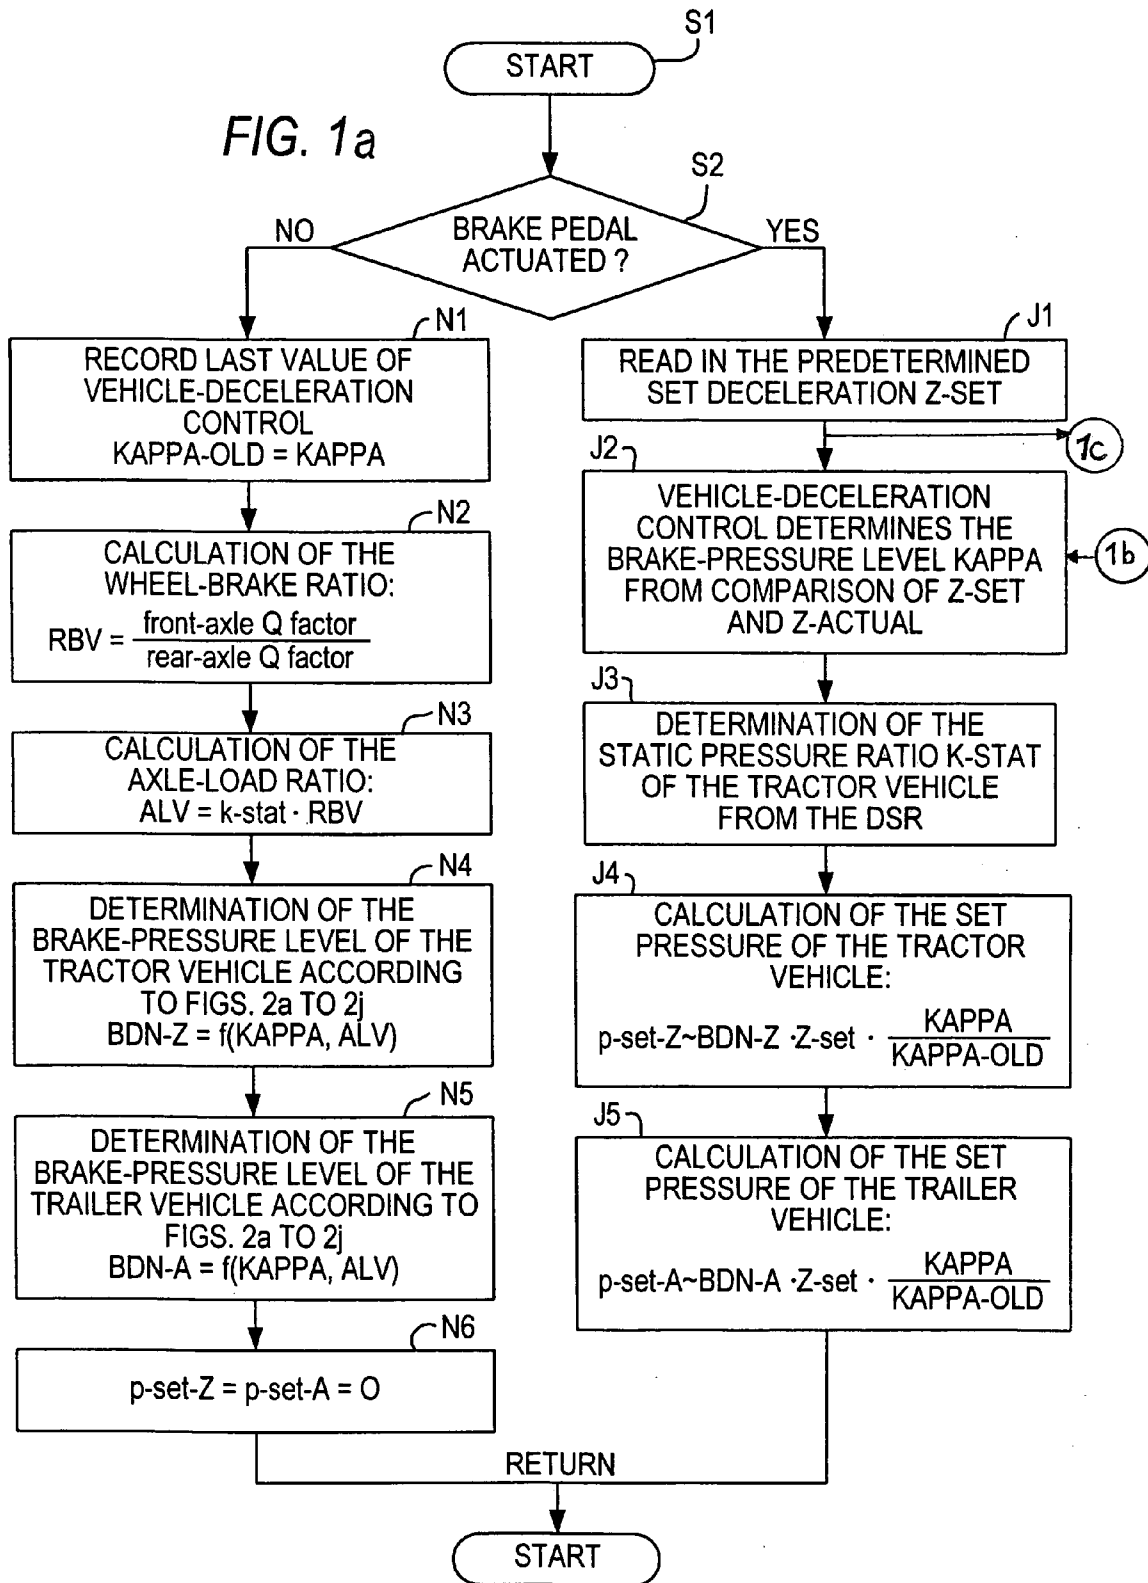 S1
START
FIG. 1a
S2
BRAKE PEDAL
ACTUATED ?
NO
YES
N1
RECORD LAST VALUE OF
VEHICLE-DECELERATION
CONTROL
KAPPA-OLD = KAPPA
N2
CALCULATION OF THE
WHEEL-BRAKE RATIO:
RBV = front-axle Q factor
rear-axle Q factor
N3
CALCULATION OF THE
AXLE-LOAD RATIO:
ALV = k-stat · RBV
N4
DETERMINATION OF THE
BRAKE-PRESSURE LEVEL OF THE
TRACTOR VEHICLE ACCORDING
TO FIGS. 2a TO 2j
BDN-Z = f(KAPPA, ALV)
N5
DETERMINATION OF THE
BRAKE-PRESSURE LEVEL OF THE
TRAILER VEHICLE ACCORDING TO
FIGS. 2a TO 2j
BDN-A = f(KAPPA, ALV)
N6
p-set-Z = p-set-A = O
J1
READ IN THE PREDETERMINED
SET DECELERATION Z-SET
1c
J2
VEHICLE-DECELERATION
CONTROL DETERMINES THE
BRAKE-PRESSURE LEVEL KAPPA
FROM COMPARISON OF Z-SET
AND Z-ACTUAL
1b
J3
DETERMINATION OF THE
STATIC PRESSURE RATIO K-STAT
OF THE TRACTOR VEHICLE
FROM THE DSR
J4
CALCULATION OF THE SET
PRESSURE OF THE TRACTOR
VEHICLE:
p-set-Z~BDN-Z ·Z-set · KAPPA
KAPPA-OLD
J5
CALCULATION OF THE SET
PRESSURE OF THE TRAILER
VEHICLE:
p-set-A~BDN-A ·Z-set · KAPPA
KAPPA-OLD
RETURN
START